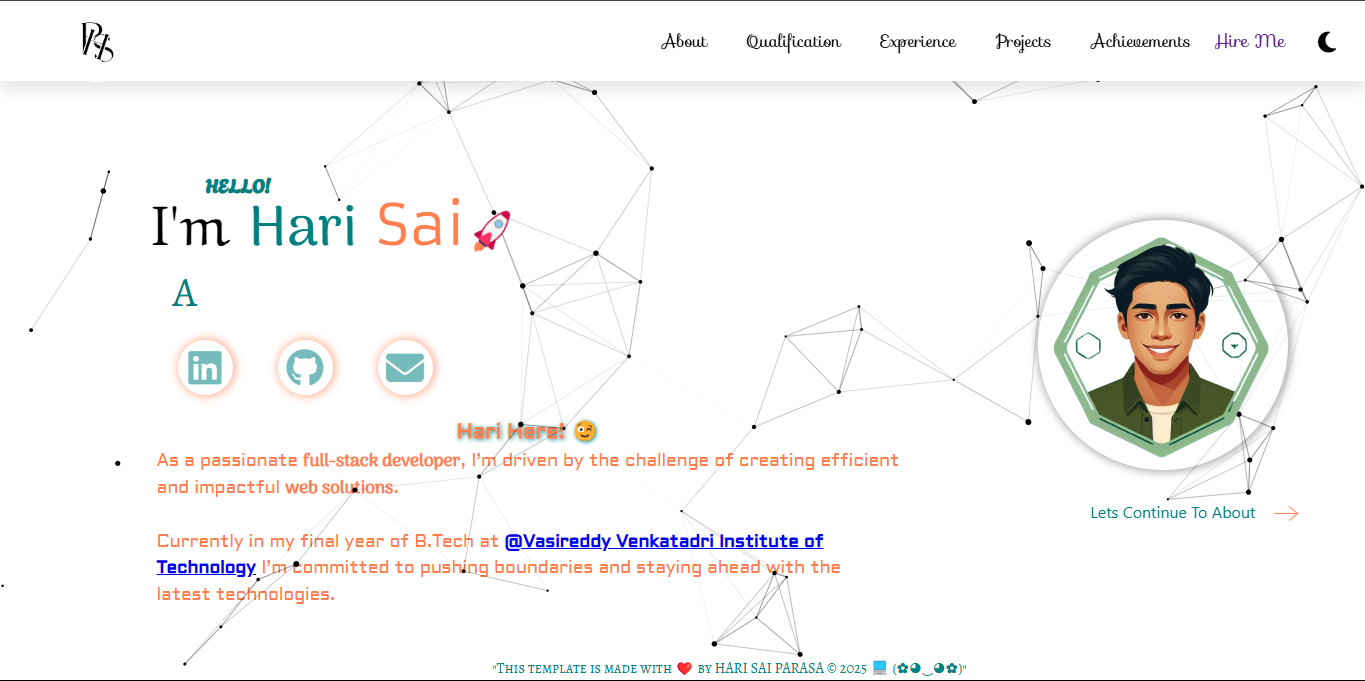 About Qualification Experience Projects Achievements Hire Me
HELLO!
I'm Hari Sai🚀
A
in
Hari Here! 😉
As a passionate full-stack developer, I'm driven by the challenge of creating efficient
and impactful web solutions.
Currently in my final year of B.Tech at @Vasireddy Venkatadri Institute of
Technology I'm committed to pushing boundaries and staying ahead with the
latest technologies.
Lets Continue To About →
"This template is made with ❤️ by HARI SAI PARASA © 2025 💻 (✿◕‿◕✿)"